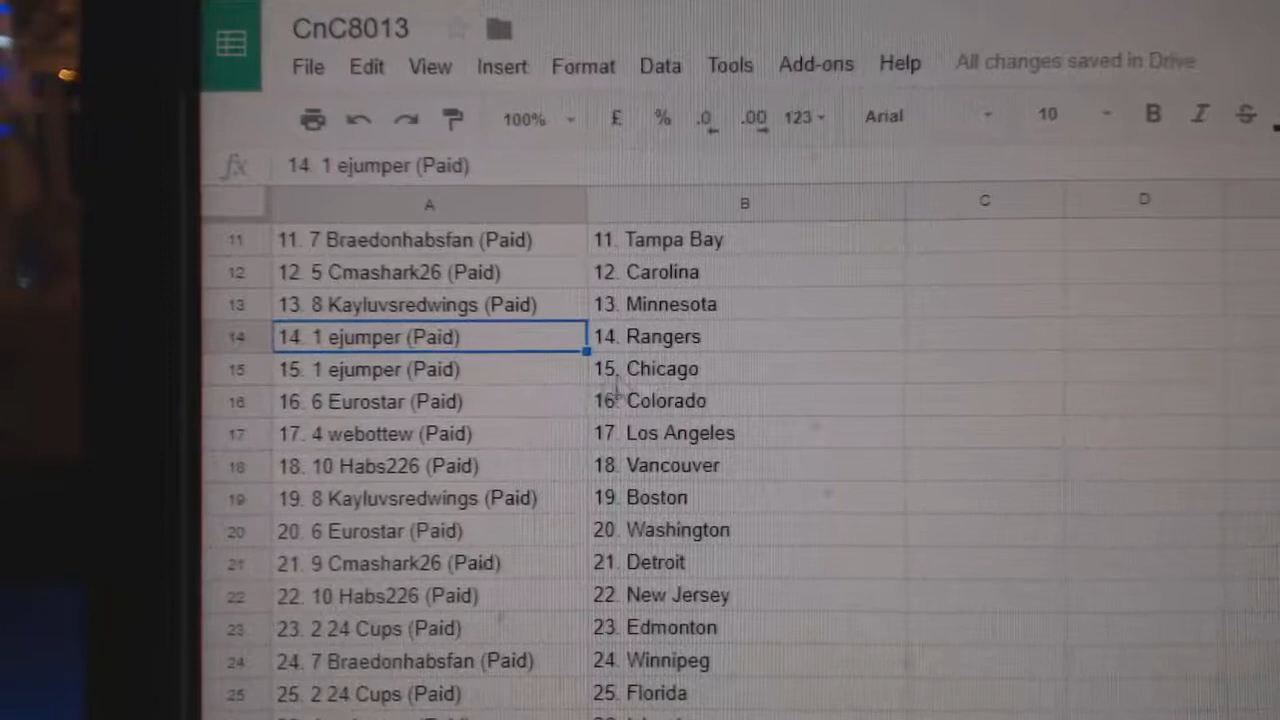 CnC8013
File Edit View Insert Format Data Tools Add-ons Help All changes saved in Drive
100% £ % .0 .00 123 Arial 10 B I S
fx 14. 1 ejumper (Paid)
A B C D
11 11. 7 Braedonhabsfan (Paid) 11. Tampa Bay
12 12. 5 Cmashark26 (Paid) 12. Carolina
13 13. 8 Kayluvsredwings (Paid) 13. Minnesota
14 14. 1 ejumper (Paid) 14. Rangers
15 15. 1 ejumper (Paid) 15. Chicago
16 16. 6 Eurostar (Paid) 16. Colorado
17 17. 4 webottew (Paid) 17. Los Angeles
18 18. 10 Habs226 (Paid) 18. Vancouver
19 19. 8 Kayluvsredwings (Paid) 19. Boston
20 20. 6 Eurostar (Paid) 20. Washington
21 21. 9 Cmashark26 (Paid) 21. Detroit
22 22. 10 Habs226 (Paid) 22. New Jersey
23 23. 2 24 Cups (Paid) 23. Edmonton
24 24. 7 Braedonhabsfan (Paid) 24. Winnipeg
25 25. 2 24 Cups (Paid) 25. Florida